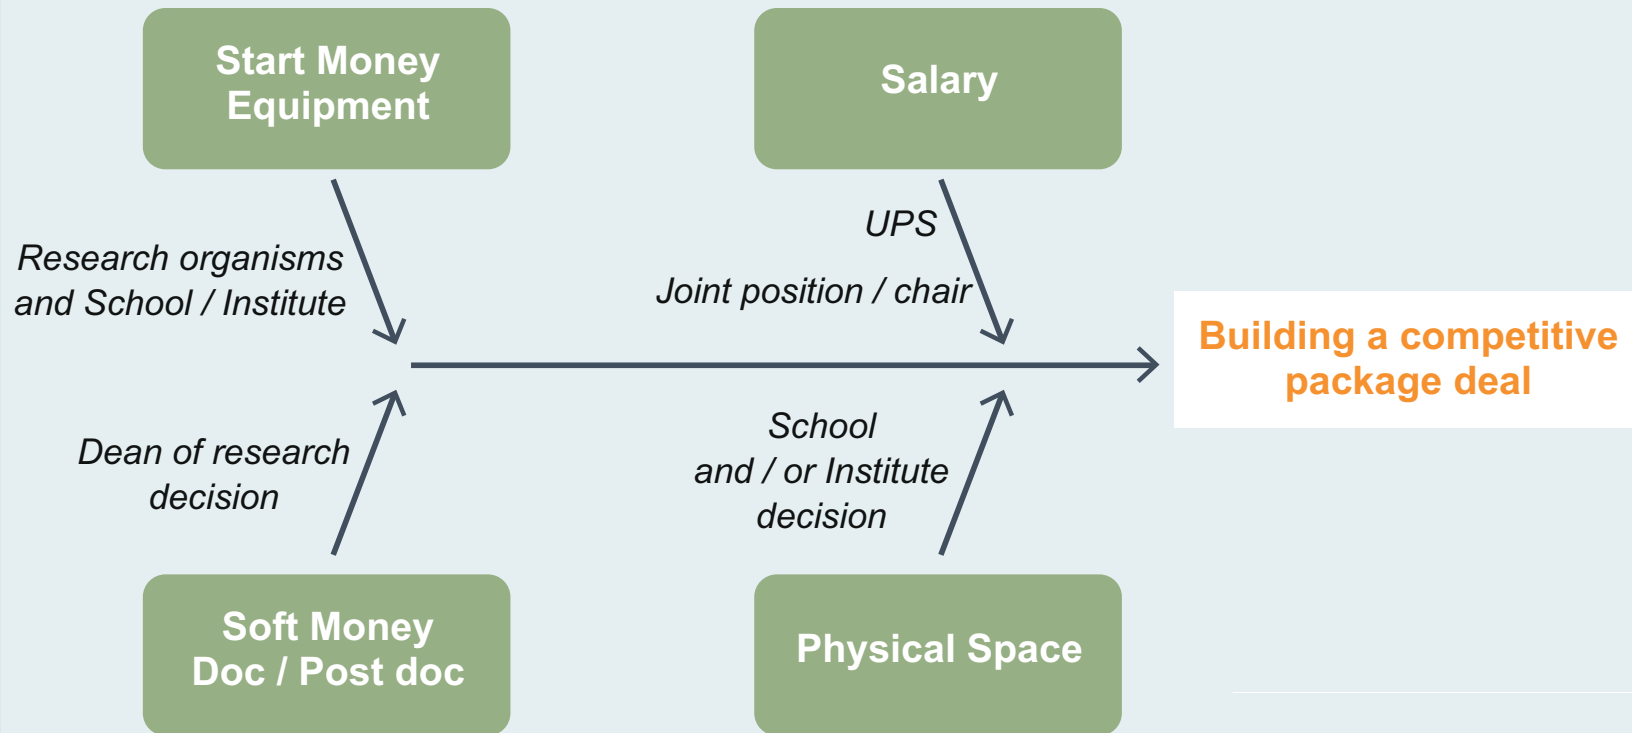 Start Money
Equipment
Salary
Research organisms
and School / Institute
UPS
Joint position / chair
Building a competitive
package deal
Dean of research
decision
School
and / or Institute
decision
Soft Money
Doc / Post doc
Physical Space